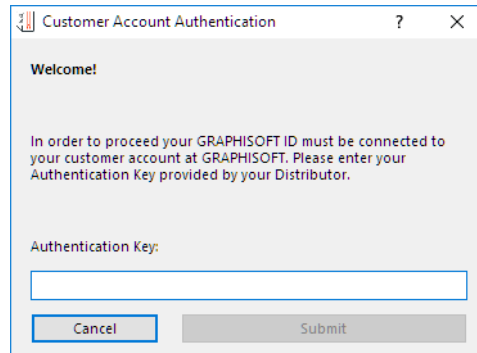 Customer Account Authentication
Welcome!
In order to proceed your GRAPHISOFT ID must be connected to
your customer account at GRAPHISOFT. Please enter your
Authentication Key provided by your Distributor.
Authentication Key:
Cancel
Submit